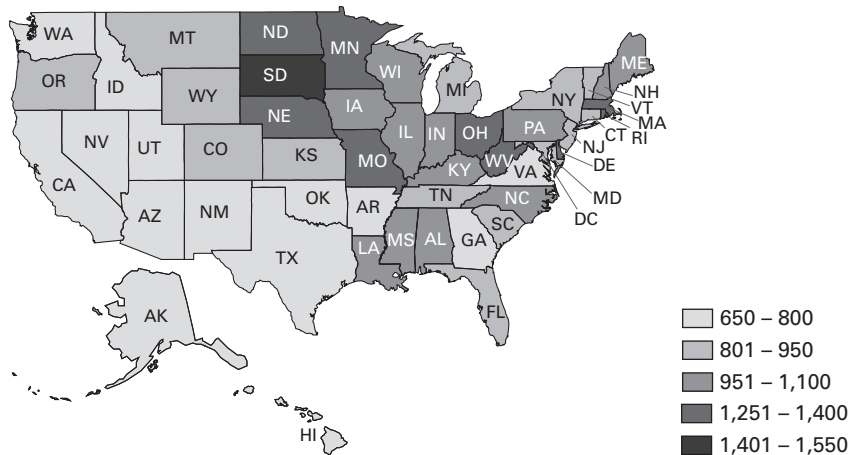 WA
MT
ND
MN
OR
ID
SD
WI
ME
WY
MI
NY
NH
VT
MA
RI
CT
NJ
DE
MD
DC
NE
IA
IL
IN
OH
PA
NV
UT
CO
KS
MO
KY
WV
VA
CA
AZ
NM
OK
AR
TN
NC
SC
TX
LA
MS
AL
GA
FL
AK
HI
650 – 800
801 – 950
951 – 1,100
1,251 – 1,400
1,401 – 1,550